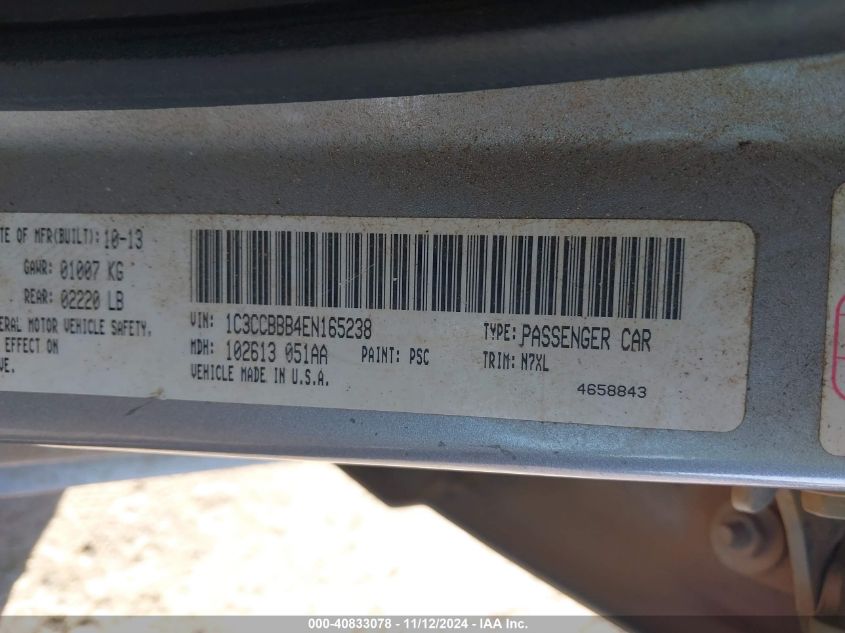 TE OF MFR(BUILT): 10-13
GAWR: 01007 KG
REAR: 02220 LB
ERAL MOTOR VEHICLE SAFETY,
EFFECT ON
VE.
VIN: 1C3CCBBB4EN165238
TYPE: PASSENGER CAR
MDH: 102613 051AA
PAINT: PSC
TRIM: N7XL
VEHICLE MADE IN U.S.A.
4658843
000-40833078 - 11/12/2024 - IAA Inc.